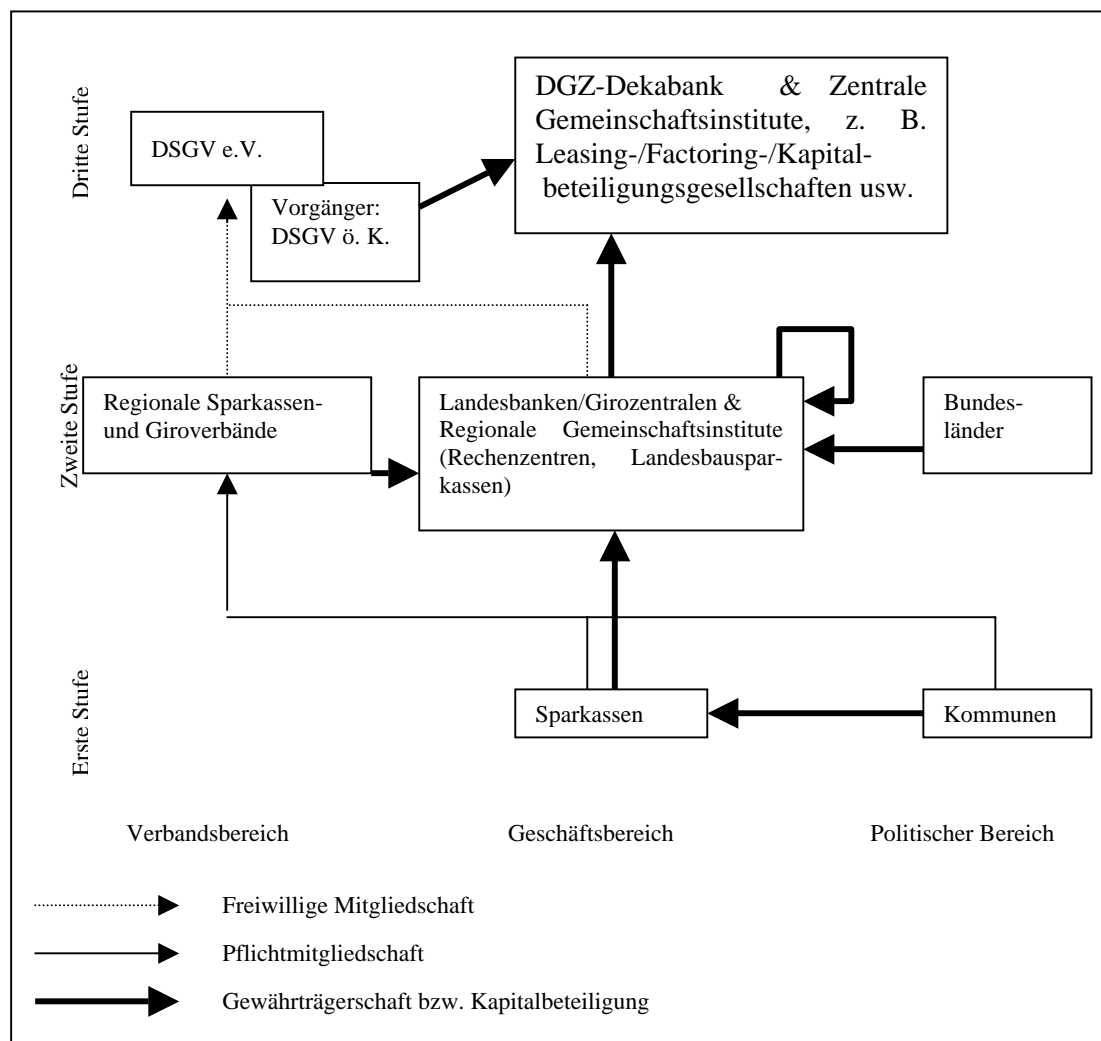 Dritte Stufe
DSGV e.V.
Vorgänger:
DSGV ö. K.
DGZ-Dekabank & Zentrale
Gemeinschaftsinstitute, z. B.
Leasing-/Factoring-/Kapital-
beteiligungsgesellschaften usw.
Zweite Stufe
Regionale Sparkassen-
und Giroverbände
Landesbanken/Girozentralen &
Regionale Gemeinschaftsinstitute
(Rechenzentren, Landesbauspar-
kassen)
Bundes-
länder
Erste Stufe
Sparkassen
Kommunen
Verbandsbereich
Geschäftsbereich
Politischer Bereich
Freiwillige Mitgliedschaft
Pflichtmitgliedschaft
Gewährträgerschaft bzw. Kapitalbeteiligung